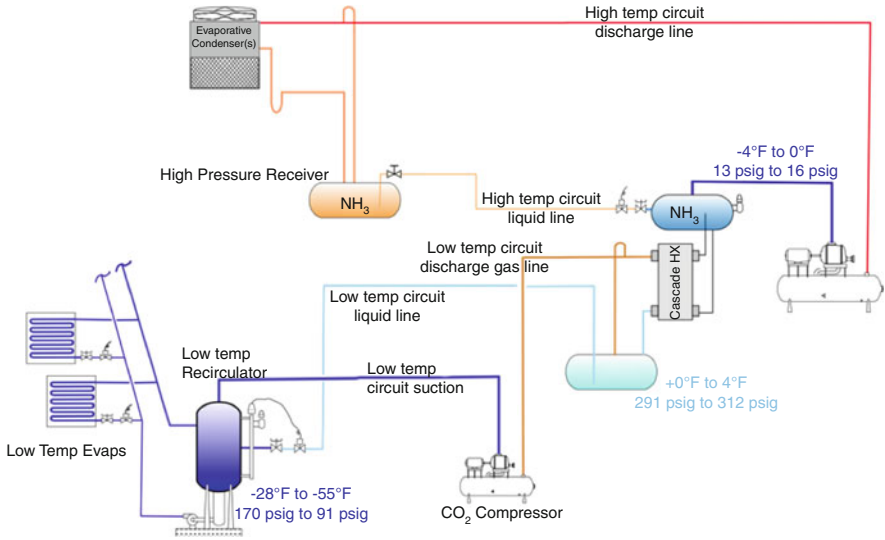 High temp circuit
discharge line
Evaporative
Condenser(s)
-4°F to 0°F
13 psig to 16 psig
High Pressure Receiver
NH3
High temp circuit
liquid line
NH3
Low temp circuit
discharge gas line
Cascade HX
Low temp circuit
liquid line
Low temp
Recirculator
Low temp
circuit suction
+0°F to 4°F
291 psig to 312 psig
Low Temp Evaps
-28°F to -55°F
170 psig to 91 psig
CO2 Compressor